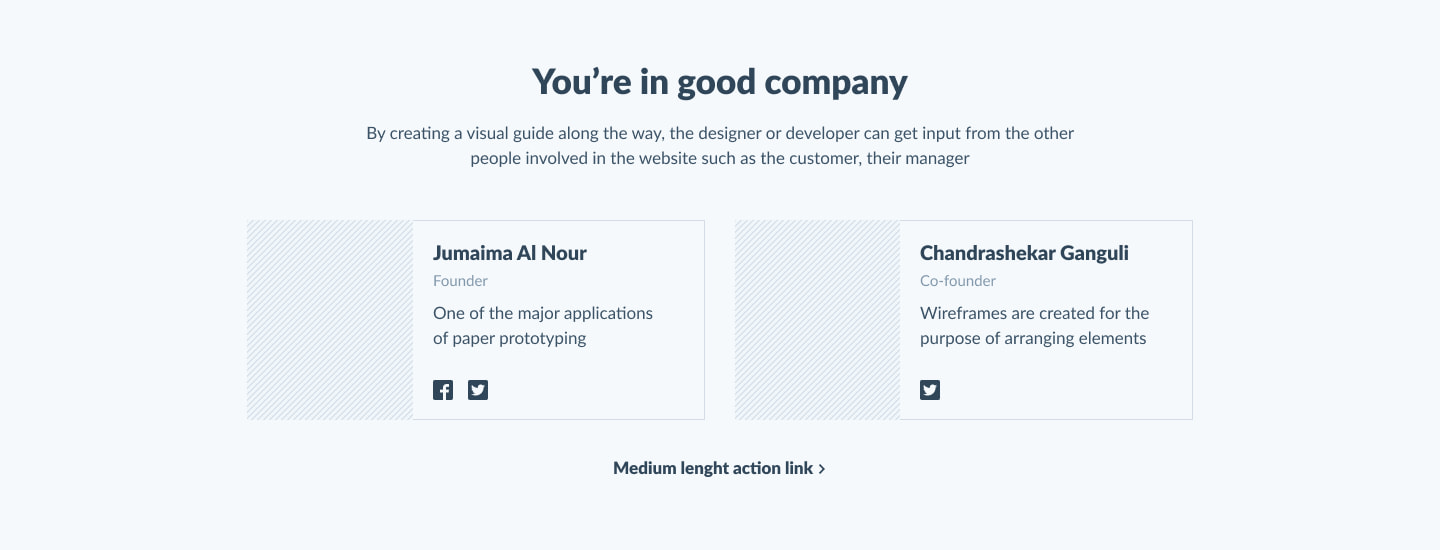 You’re in good company
By creating a visual guide along the way, the designer or developer can get input from the other
people involved in the website such as the customer, their manager
Jumaima Al Nour
Founder
One of the major applications
of paper prototyping
Chandrashekar Ganguli
Co-founder
Wireframes are created for the
purpose of arranging elements
Medium lenght action link